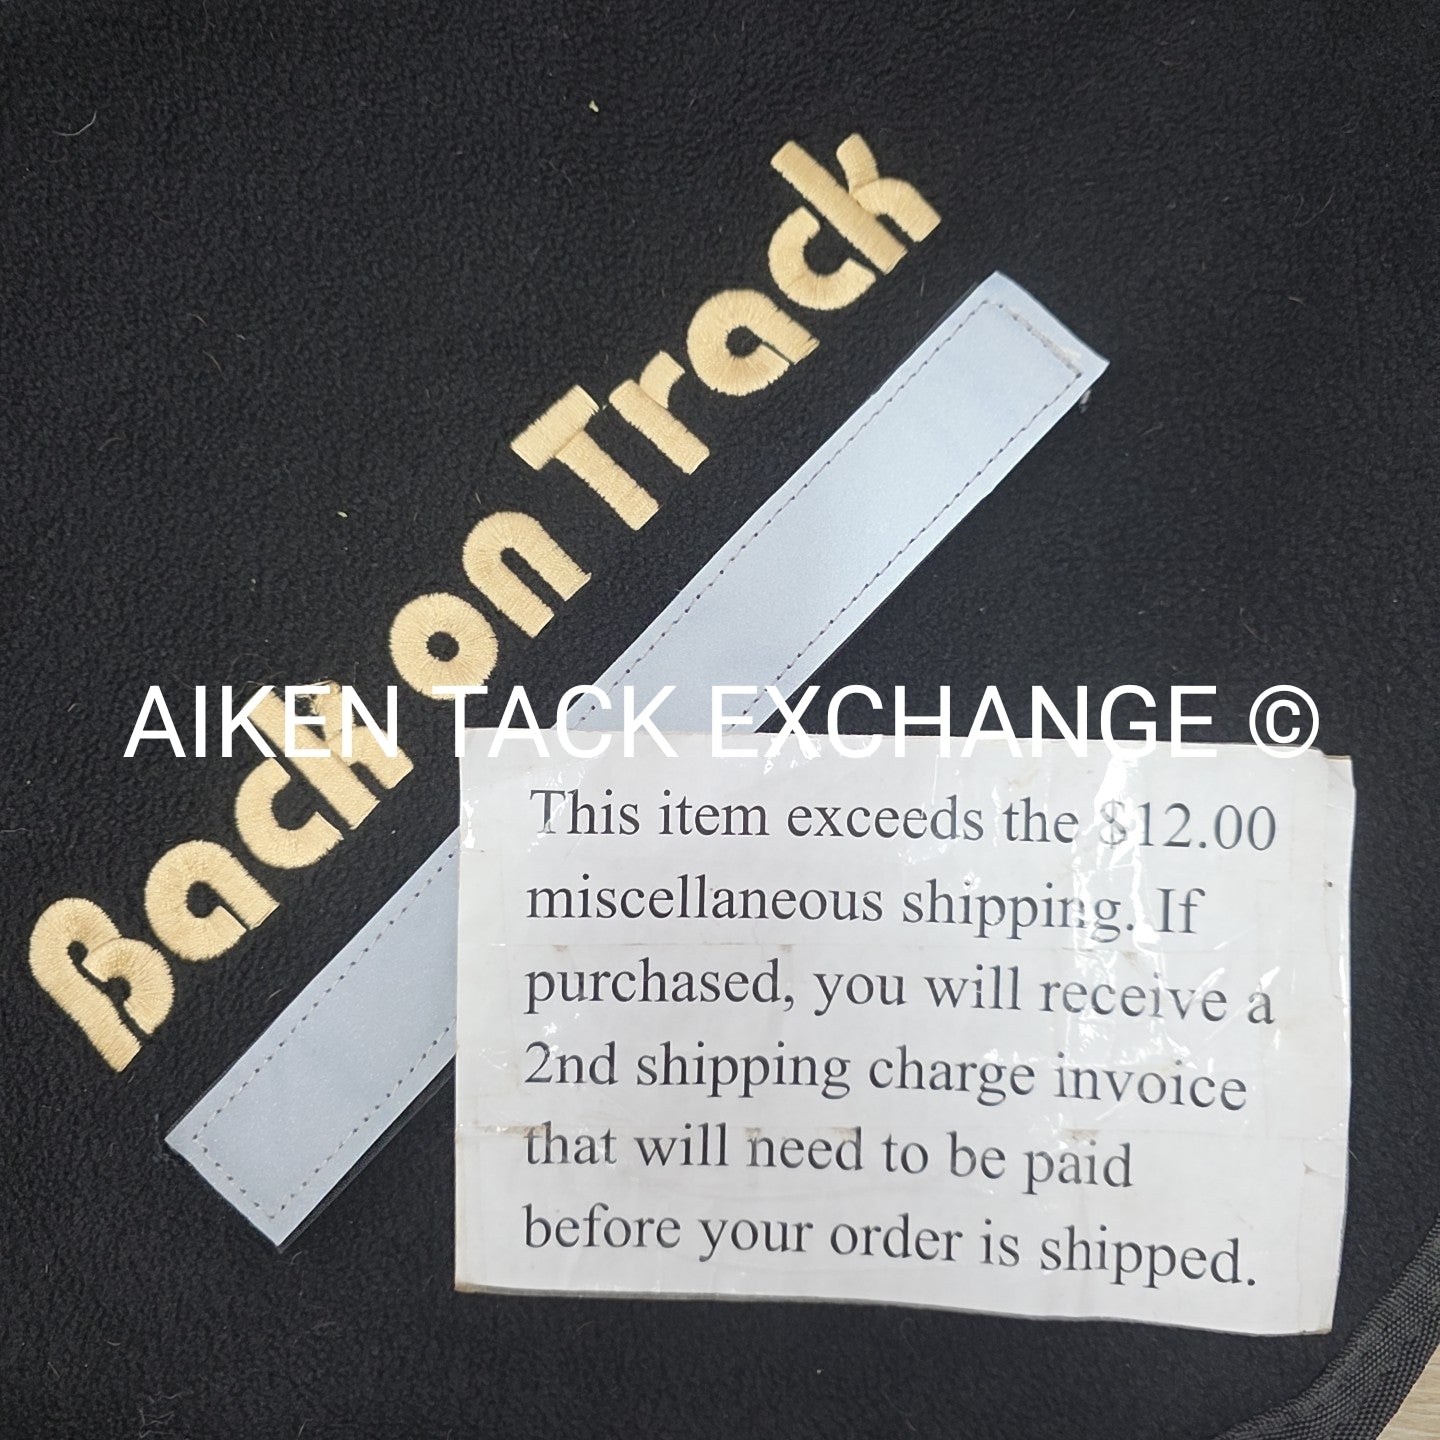 Back on Track
AIKEN TACK EXCHANGE ©
This item exceeds the $12.00
miscellaneous shipping. If
purchased, you will receive a
2nd shipping charge invoice
that will need to be paid
before your order is shipped.